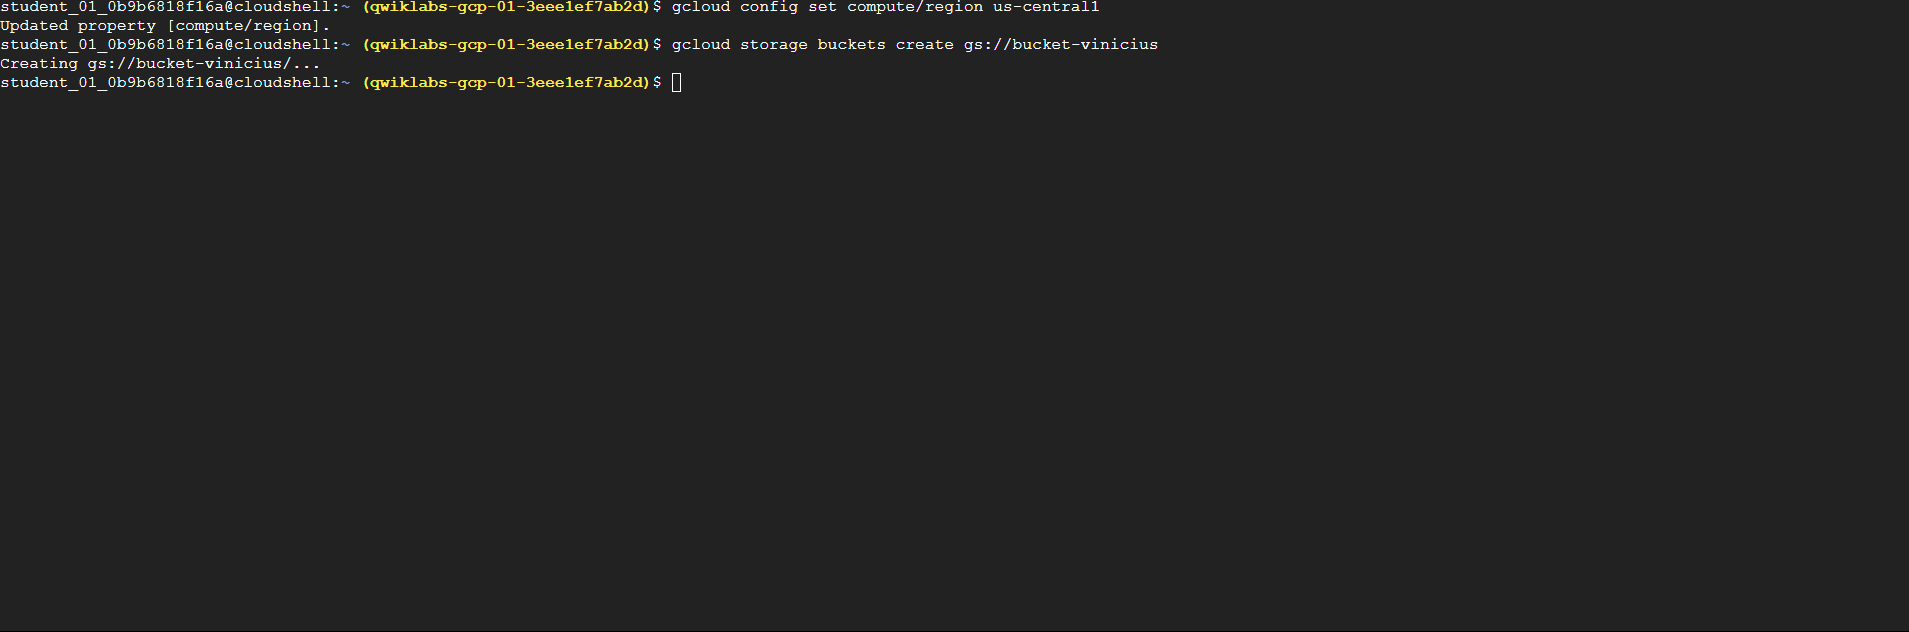 student_01_0b9b6818f16a@cloudshell:~ (qwiklabs-gcp-01-3eee1ef7ab2d)$ gcloud config set compute/region us-central1
Updated property [compute/region].
student_01_0b9b6818f16a@cloudshell:~ (qwiklabs-gcp-01-3eee1ef7ab2d)$ gcloud storage buckets create gs://bucket-vinicius
Creating gs://bucket-vinicius/...
student_01_0b9b6818f16a@cloudshell:~ (qwiklabs-gcp-01-3eee1ef7ab2d)$